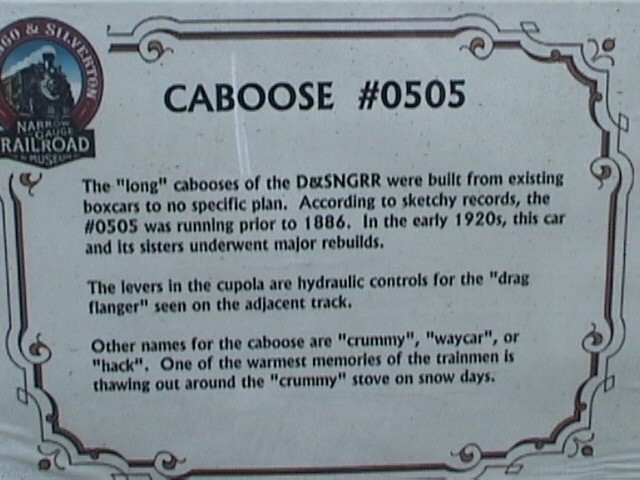 GO & SILVERTON
NARROW
GAUGE
RAILROAD
MUSEUM
CABOOSE #0505
The "long" cabooses of the D&SNGRR were built from existing
boxcars to no specific plan. According to sketchy records, the
#0505 was running prior to 1886. In the early 1920s, this car
and its sisters underwent major rebuilds.
The levers in the cupola are hydraulic controls for the "drag
flanger" seen on the adjacent track.
Other names for the caboose are "crummy", "waycar", or
"hack". One of the warmest memories of the trainmen is
thawing out around the "crummy" stove on snow days.